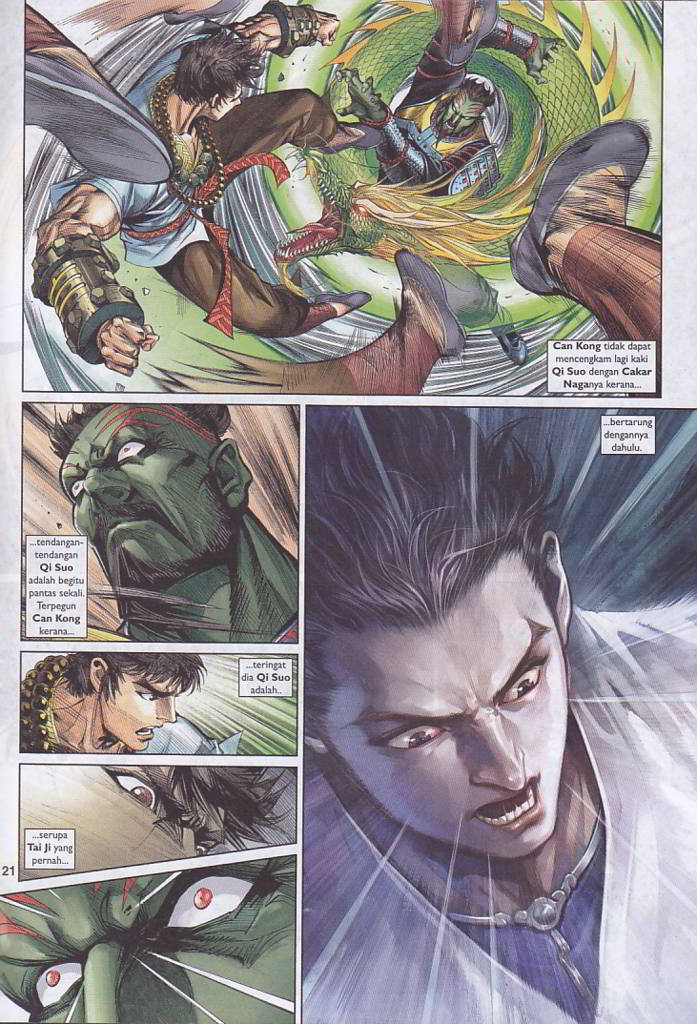 Can Kong tidak dapat
mencengkam lagi kaki
Qi Suo dengan Cakar
Naganya kerana...
...tendangan-
tendangan
Qi Suo
adalah begitu
pantas sekali.
Terpegun
Can Kong
kerana...
...teringat
dia Qi Suo
adalah..
...serupa
Tai Ji yang
pernah...
...bertarung
dengannya
dahulu.
21